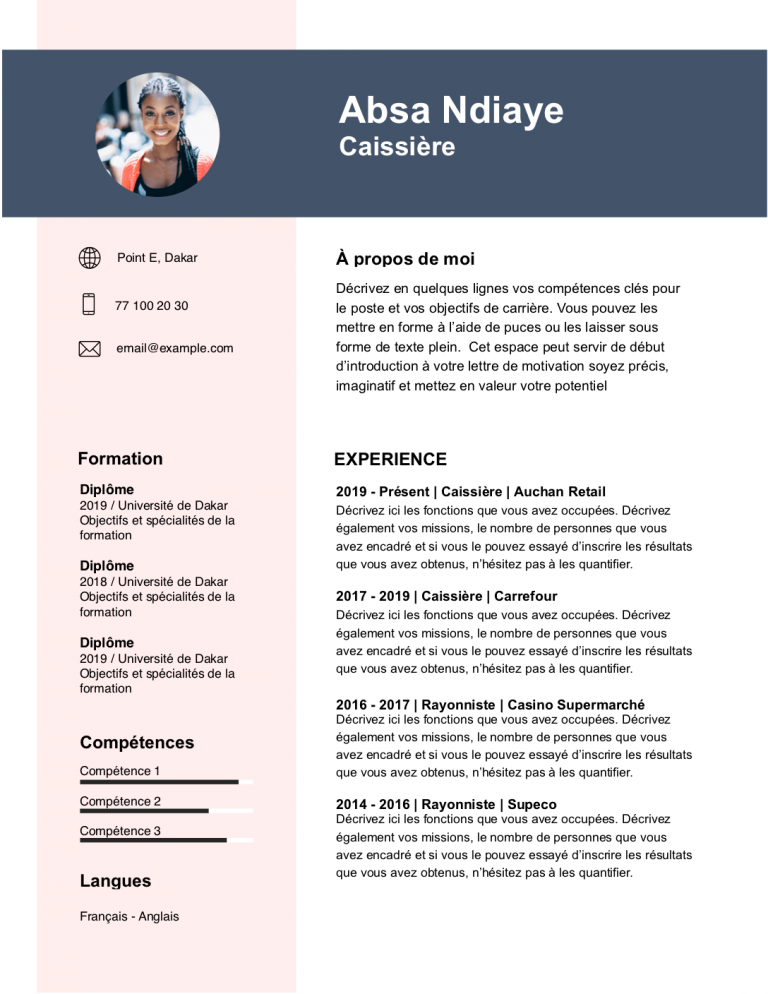 Absa Ndiaye
Caissière
Point E, Dakar
77 100 20 30
email@example.com
Formation
Diplôme
2019 / Université de Dakar
Objectifs et spécialités de la
formation
Diplôme
2018 / Université de Dakar
Objectifs et spécialités de la
formation
Diplôme
2019 / Université de Dakar
Objectifs et spécialités de la
formation
Compétences
Compétence 1
Compétence 2
Compétence 3
Langues
Français - Anglais
À propos de moi
Décrivez en quelques lignes vos compétences clés pour
le poste et vos objectifs de carrière. Vous pouvez les
mettre en forme à l’aide de puces ou les laisser sous
forme de texte plein.  Cet espace peut servir de début
d’introduction à votre lettre de motivation soyez précis,
imaginatif et mettez en valeur votre potentiel
EXPERIENCE
2019 - Présent | Caissière | Auchan Retail
Décrivez ici les fonctions que vous avez occupées. Décrivez
également vos missions, le nombre de personnes que vous
avez encadré et si vous le pouvez essayé d’inscrire les résultats
que vous avez obtenus, n’hésitez pas à les quantifier.
2017 - 2019 | Caissière | Carrefour
Décrivez ici les fonctions que vous avez occupées. Décrivez
également vos missions, le nombre de personnes que vous
avez encadré et si vous le pouvez essayé d’inscrire les résultats
que vous avez obtenus, n’hésitez pas à les quantifier.
2016 - 2017 | Rayonniste | Casino Supermarché
Décrivez ici les fonctions que vous avez occupées. Décrivez
également vos missions, le nombre de personnes que vous
avez encadré et si vous le pouvez essayé d’inscrire les résultats
que vous avez obtenus, n’hésitez pas à les quantifier.
2014 - 2016 | Rayonniste | Supeco
Décrivez ici les fonctions que vous avez occupées. Décrivez
également vos missions, le nombre de personnes que vous
avez encadré et si vous le pouvez essayé d’inscrire les résultats
que vous avez obtenus, n’hésitez pas à les quantifier.